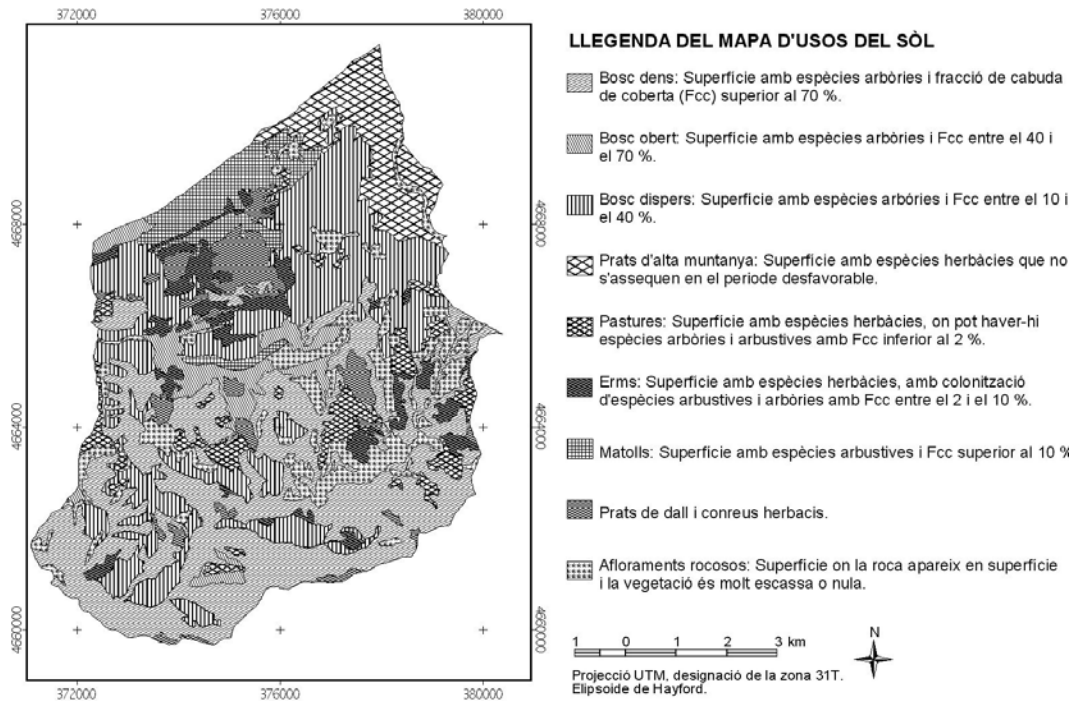 372000 376000 380000
4668000 4668000
4664000 4664000
4660000 4660000
372000 376000 380000
LLEGENDA DEL MAPA D'USOS DEL SÒL
Bosc dens: Superfície amb espècies arbòries i fracció de cabuda
de coberta (Fcc) superior al 70 %.
Bosc obert: Superfície amb espècies arbòries i Fcc entre el 40 i
el 70 %.
Bosc dispers: Superfície amb espècies arbòries i Fcc entre el 10 i
el 40 %.
Prats d'alta muntanya: Superfície amb espècies herbàcies que no
s'assequen en el període desfavorable.
Pastures: Superfície amb espècies herbàcies, on pot haver-hi
espècies arbòries i arbustives amb Fcc inferior al 2 %.
Erms: Superfície amb espècies herbàcies, amb colonització
d'espècies arbustives i arbòries amb Fcc entre el 2 i el 10 %.
Matolls: Superfície amb espècies arbustives i Fcc superior al 10 %
Prats de dall i conreus herbacis.
Afloraments rocosos: Superfície on la roca apareix en superfície
i la vegetació és molt escassa o nul·la.
1 0 1 2 3 km
N
Projecció UTM, designació de la zona 31T.
Elipsoide de Hayford.